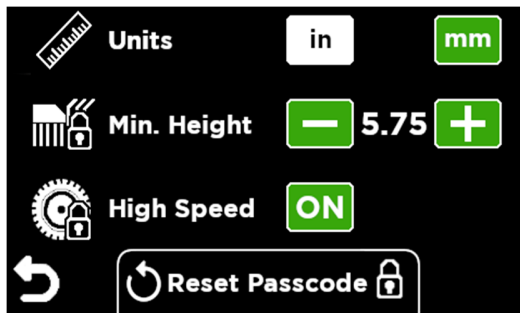 Units in mm
Min. Height − 5.75 +
High Speed ON
Reset Passcode